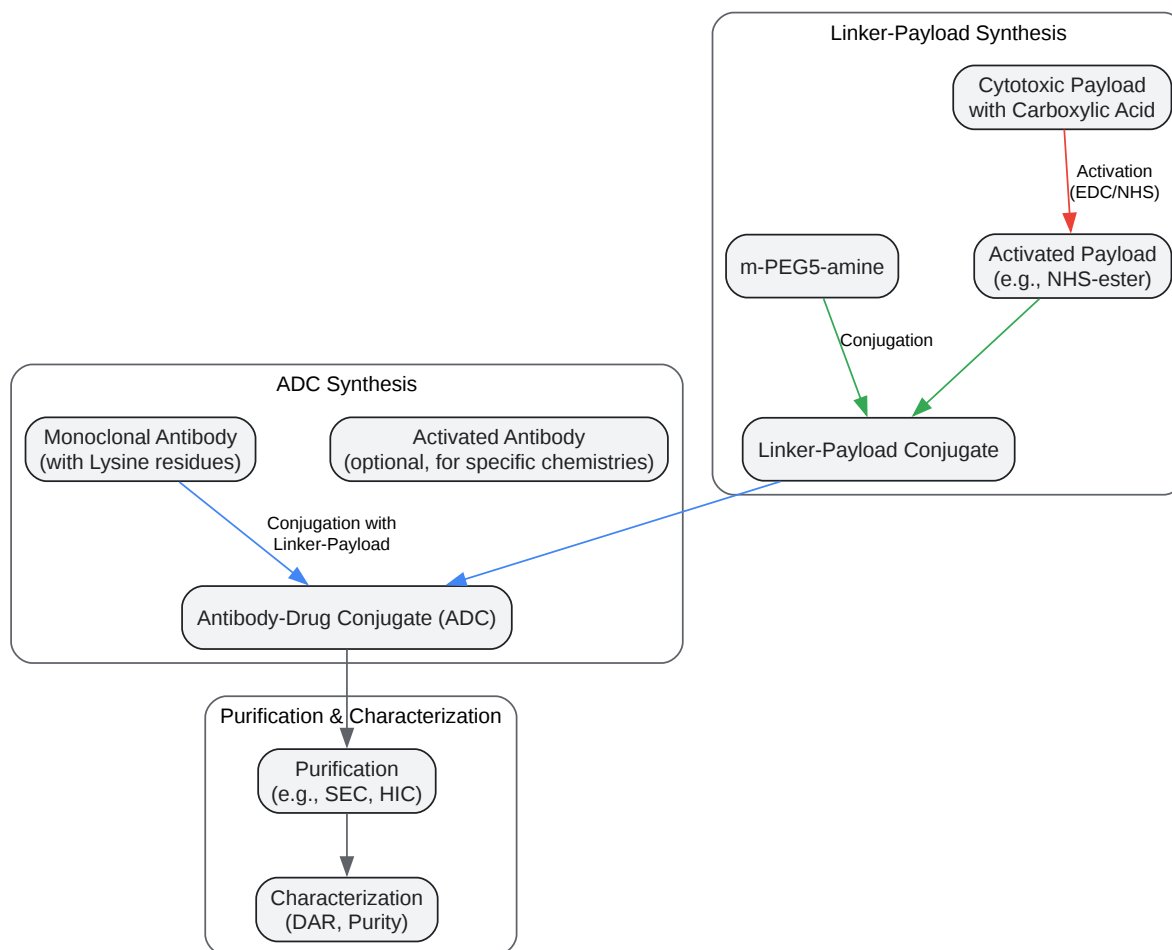 Linker-Payload Synthesis
Cytotoxic Payload
with Carboxylic Acid
Activation
(EDC/NHS)
m-PEG5-amine
Activated Payload
(e.g., NHS-ester)
Conjugation
Linker-Payload Conjugate
ADC Synthesis
Monoclonal Antibody
(with Lysine residues)
Activated Antibody
(optional, for specific chemistries)
Conjugation with
Linker-Payload
Antibody-Drug Conjugate (ADC)
Purification & Characterization
Purification
(e.g., SEC, HIC)
Characterization
(DAR, Purity)